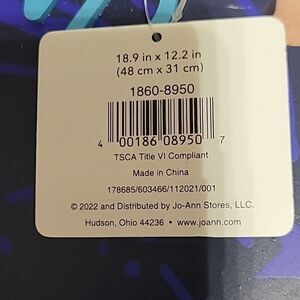 18.9 in x 12.2 in
(48 cm x 31 cm)
1860-8950
4 00186 08950 7
TSCA Title VI Compliant
Made in China
178685/603466/112021/001
© 2022 and Distributed by Jo-Ann Stores, LLC.
Hudson, Ohio 44236 • www.joann.com